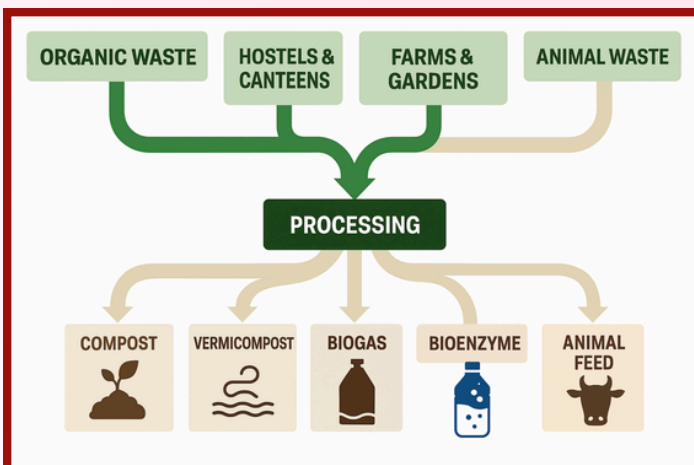 ORGANIC WASTE
HOSTELS &
CANTEENS
FARMS &
GARDENS
ANIMAL WASTE
PROCESSING
COMPOST
VERMICOMPOST
BIOGAS
BIOENZYME
ANIMAL
FEED